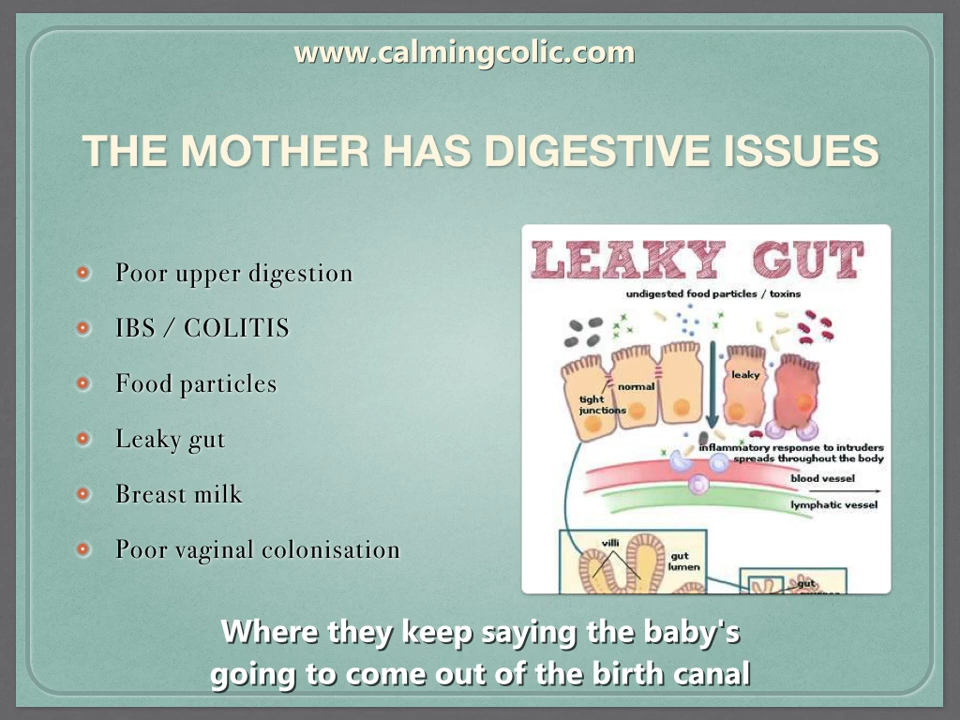 www.calmingcolic.com
THE MOTHER HAS DIGESTIVE ISSUES
Poor upper digestion
IBS / COLITIS
Food particles
Leaky gut
Breast milk
Poor vaginal colonisation
LEAKY GUT
undigested food particles / toxins
normal
leaky
tight
junctions
inflammatory response to intruders
spreads throughout the body
blood vessel
lymphatic vessel
villi
gut
lumen
gut
Where they keep saying the baby's
going to come out of the birth canal